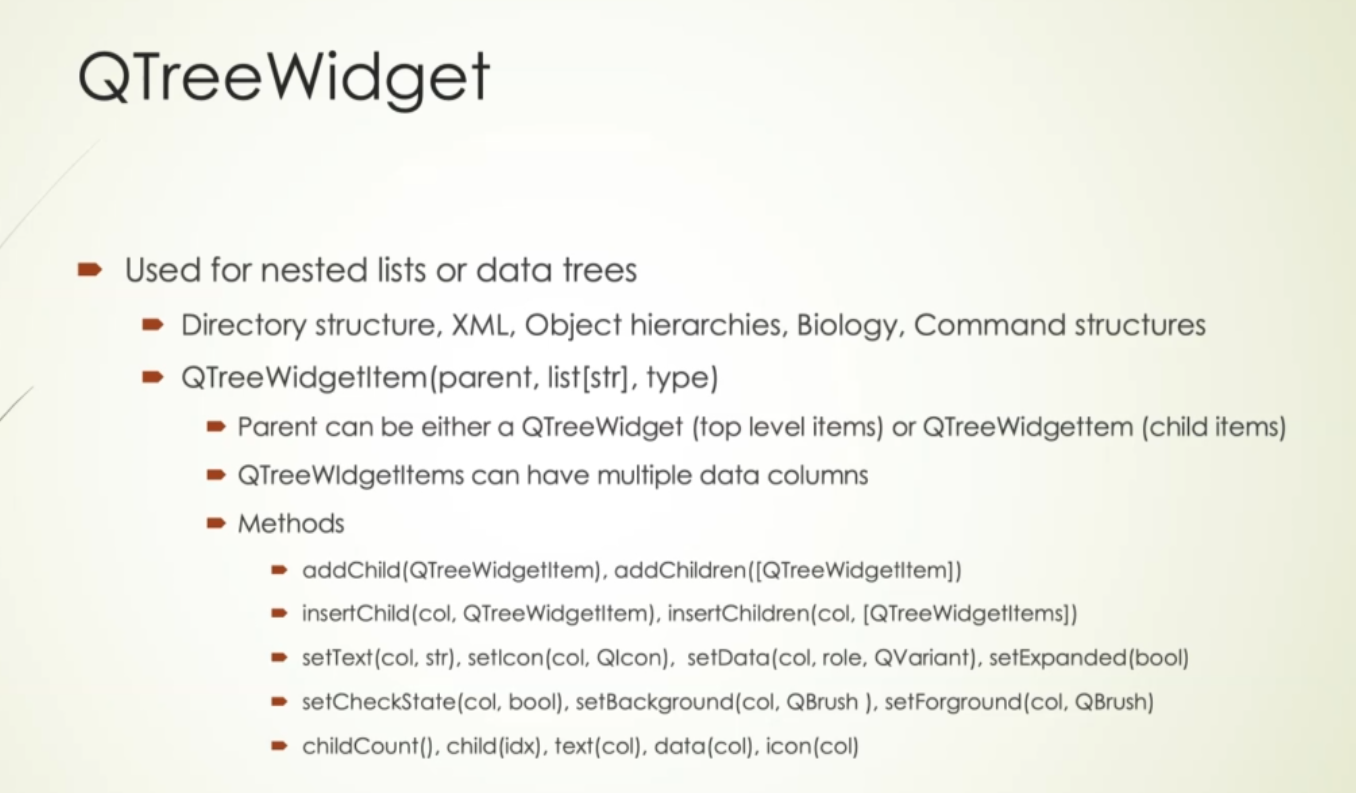 QTreeWidget
Used for nested lists or data trees
Directory structure, XML, Object hierarchies, Biology, Command structures
QTreeWidgetItem(parent, list[str], type)
Parent can be either a QTreeWidget (top level items) or QTreeWidgettem (child items)
QTreeWIdgetItems can have multiple data columns
Methods
addChild(QTreeWidgetItem), addChildren([QTreeWidgetItem])
insertChild(col, QTreeWidgetItem), insertChildren(col, [QTreeWidgetItems])
setText(col, str), setIcon(col, QIcon),  setData(col, role, QVariant), setExpanded(bool)
setCheckState(col, bool), setBackground(col, QBrush ), setForground(col, QBrush)
childCount(), child(idx), text(col), data(col), icon(col)